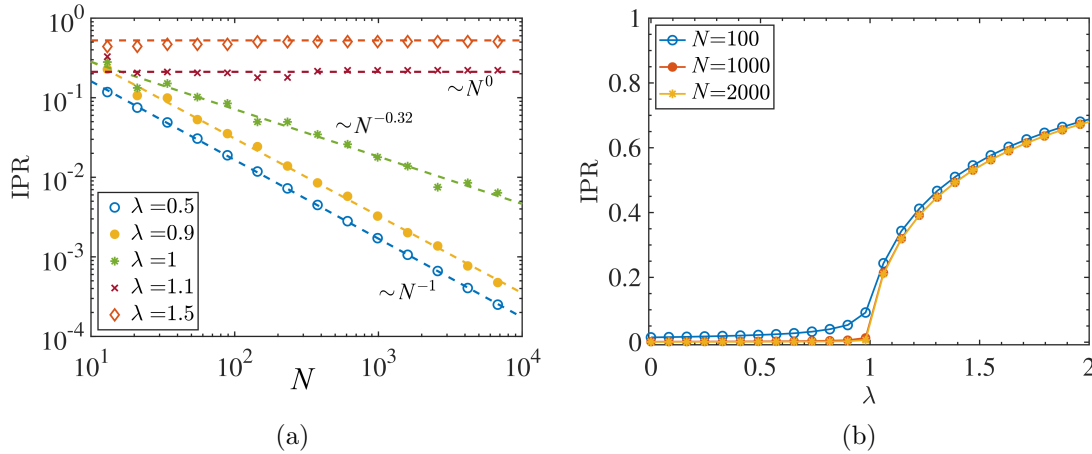 IPR
10^0
10^{-1}
10^{-2}
10^{-3}
10^{-4}
~N^0
~N^{-0.32}
~N^{-1}
λ =0.5
λ =0.9
λ =1
λ =1.1
λ =1.5
10^1
10^2
10^3
10^4
N
(a)
IPR
1
0.8
0.6
0.4
0.2
0
N=100
N=1000
N=2000
0
0.5
1
1.5
2
λ
(b)